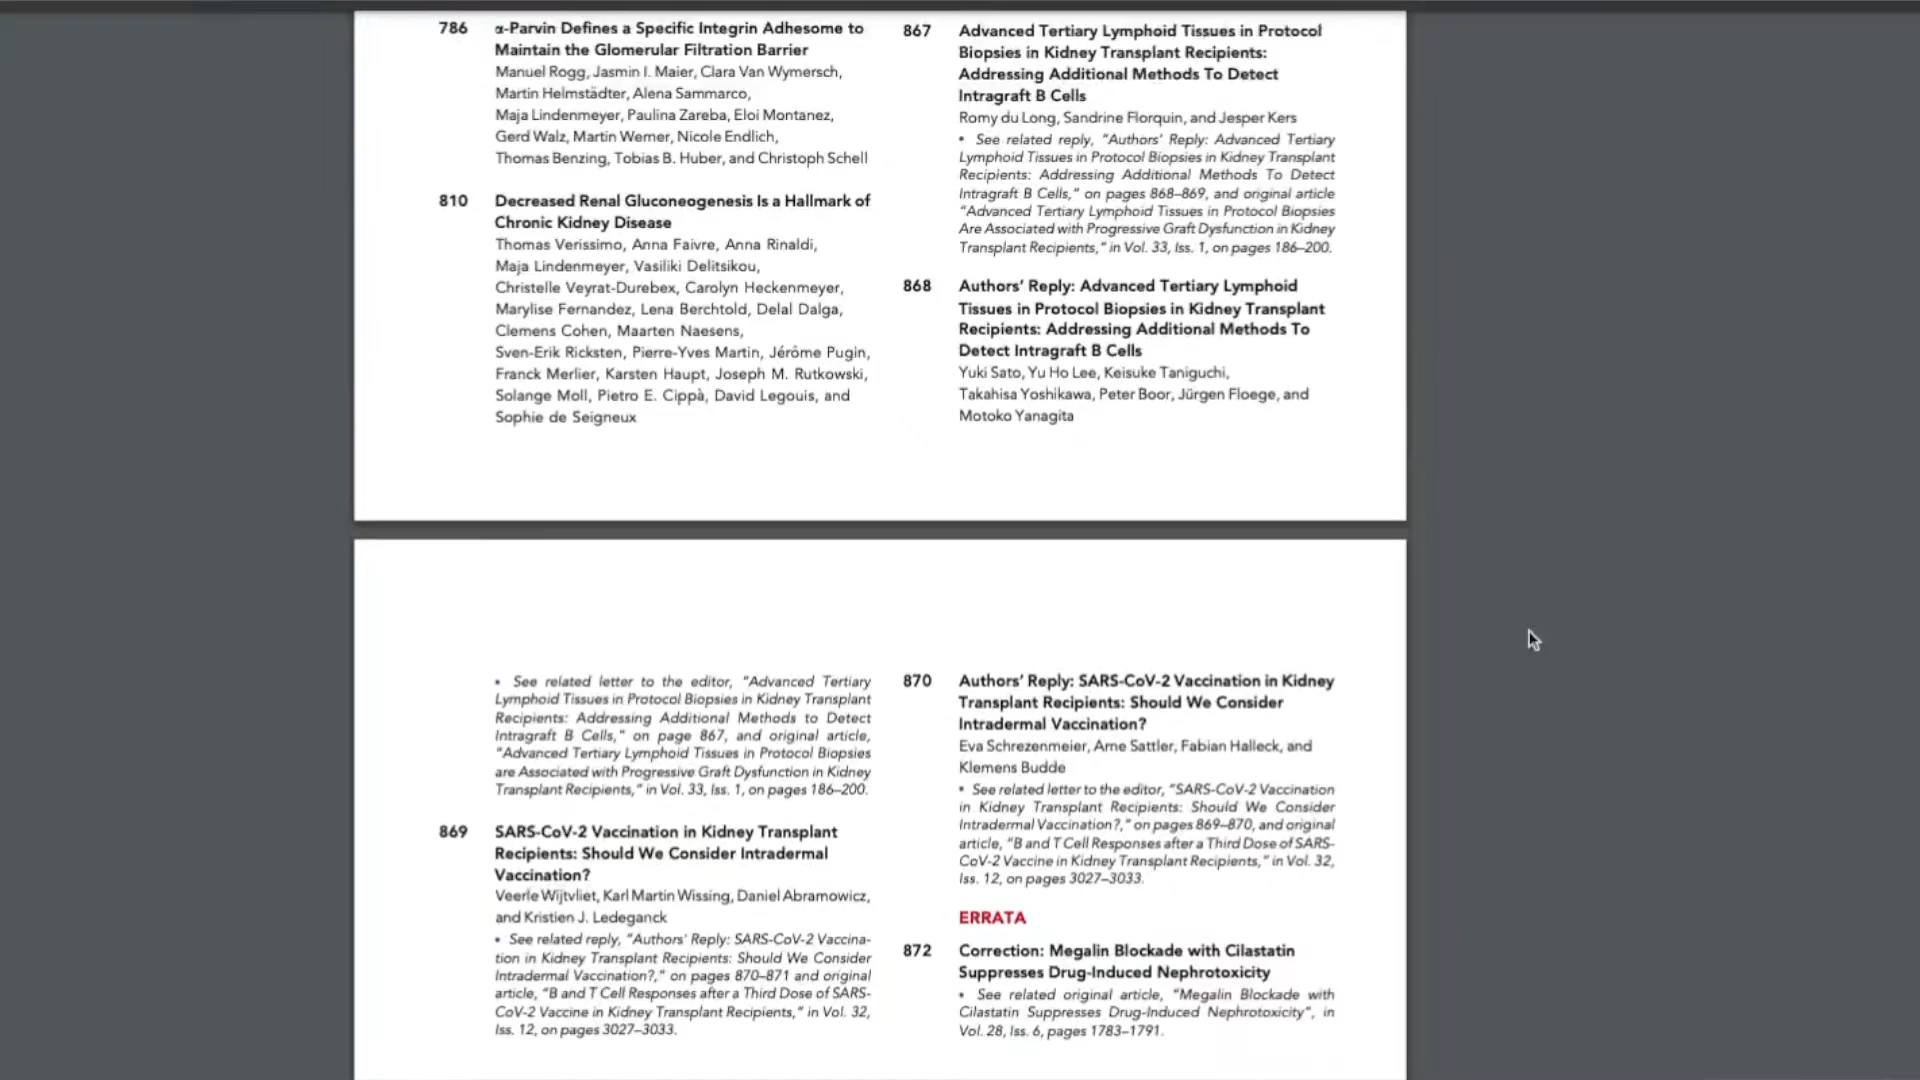 786 α-Parvin Defines a Specific Integrin Adhesome to
Maintain the Glomerular Filtration Barrier
Manuel Rogg, Jasmin I. Maier, Clara Van Wymersch,
Martin Helmstädter, Alena Sammarco,
Maja Lindenmeyer, Paulina Zareba, Eloi Montanez,
Gerd Walz, Martin Werner, Nicole Endlich,
Thomas Benzing, Tobias B. Huber, and Christoph Schell
810 Decreased Renal Gluconeogenesis Is a Hallmark of
Chronic Kidney Disease
Thomas Verissimo, Anna Faivre, Anna Rinaldi,
Maja Lindenmeyer, Vasiliki Delitsikou,
Christelle Veyrat-Durebex, Carolyn Heckenmeyer,
Marylise Fernandez, Lena Berchtold, Delal Dalga,
Clemens Cohen, Maarten Naesens,
Sven-Erik Ricksten, Pierre-Yves Martin, Jérôme Pugin,
Franck Merlier, Karsten Haupt, Joseph M. Rutkowski,
Solange Moll, Pietro E. Cippà, David Legouis, and
Sophie de Seigneux
867 Advanced Tertiary Lymphoid Tissues in Protocol
Biopsies in Kidney Transplant Recipients:
Addressing Additional Methods To Detect
Intragraft B Cells
Romy du Long, Sandrine Florquin, and Jesper Kers
• See related reply, “Authors’ Reply: Advanced Tertiary
Lymphoid Tissues in Protocol Biopsies in Kidney Transplant
Recipients: Addressing Additional Methods To Detect
Intragraft B Cells,” on pages 868–869, and original article
“Advanced Tertiary Lymphoid Tissues in Protocol Biopsies
Are Associated with Progressive Graft Dysfunction in Kidney
Transplant Recipients,” in Vol. 33, Iss. 1, on pages 186–200.
868 Authors’ Reply: Advanced Tertiary Lymphoid
Tissues in Protocol Biopsies in Kidney Transplant
Recipients: Addressing Additional Methods To
Detect Intragraft B Cells
Yuki Sato, Yu Ho Lee, Keisuke Taniguchi,
Takahisa Yoshikawa, Peter Boor, Jürgen Floege, and
Motoko Yanagita
• See related letter to the editor, “Advanced Tertiary
Lymphoid Tissues in Protocol Biopsies in Kidney Transplant
Recipients: Addressing Additional Methods to Detect
Intragraft B Cells,” on page 867, and original article,
“Advanced Tertiary Lymphoid Tissues in Protocol Biopsies
are Associated with Progressive Graft Dysfunction in Kidney
Transplant Recipients,” in Vol. 33, Iss. 1, on pages 186–200.
869 SARS-CoV-2 Vaccination in Kidney Transplant
Recipients: Should We Consider Intradermal
Vaccination?
Veerle Wijtvliet, Karl Martin Wissing, Daniel Abramowicz,
and Kristien J. Ledeganck
• See related reply, “Authors’ Reply: SARS-CoV-2 Vaccina-
tion in Kidney Transplant Recipients: Should We Consider
Intradermal Vaccination?,” on pages 870–871 and original
article, “B and T Cell Responses after a Third Dose of SARS-
CoV-2 Vaccine in Kidney Transplant Recipients,” in Vol. 32,
Iss. 12, on pages 3027–3033.
870 Authors’ Reply: SARS-CoV-2 Vaccination in Kidney
Transplant Recipients: Should We Consider
Intradermal Vaccination?
Eva Schrezenmeier, Arne Sattler, Fabian Halleck, and
Klemens Budde
• See related letter to the editor, “SARS-CoV-2 Vaccination
in Kidney Transplant Recipients: Should We Consider
Intradermal Vaccination?,” on pages 869–870, and original
article, “B and T Cell Responses after a Third Dose of SARS-
CoV-2 Vaccine in Kidney Transplant Recipients,” in Vol. 32,
Iss. 12, on pages 3027–3033.
ERRATA
872 Correction: Megalin Blockade with Cilastatin
Suppresses Drug-Induced Nephrotoxicity
• See related original article, “Megalin Blockade with
Cilastatin Suppresses Drug-Induced Nephrotoxicity”, in
Vol. 28, Iss. 6, pages 1783–1791.